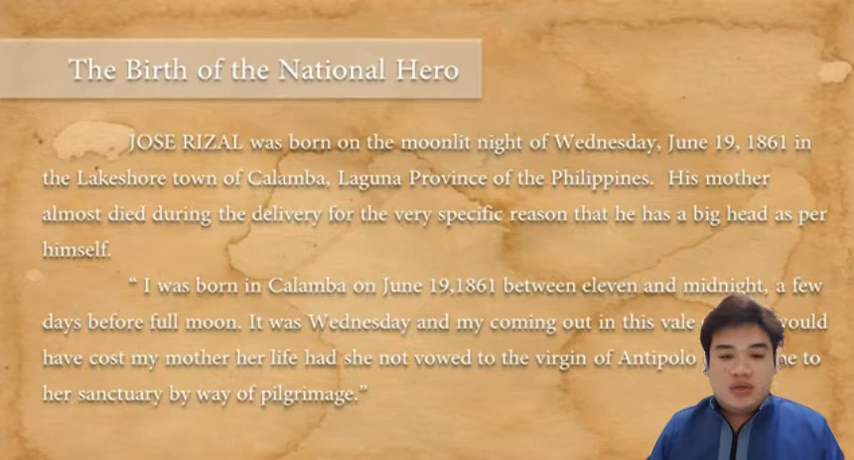 The Birth of the National Hero
JOSE RIZAL was born on the moonlit night of Wednesday, June 19, 1861 in
the Lakeshore town of Calamba, Laguna Province of the Philippines. His mother
almost died during the delivery for the very specific reason that he has a big head as per
himself.
“ I was born in Calamba on June 19,1861 between eleven and midnight, a few
days before full moon. It was Wednesday and my coming out in this vale would
have cost my mother her life had she not vowed to the virgin of Antipolo to
her sanctuary by way of pilgrimage.”